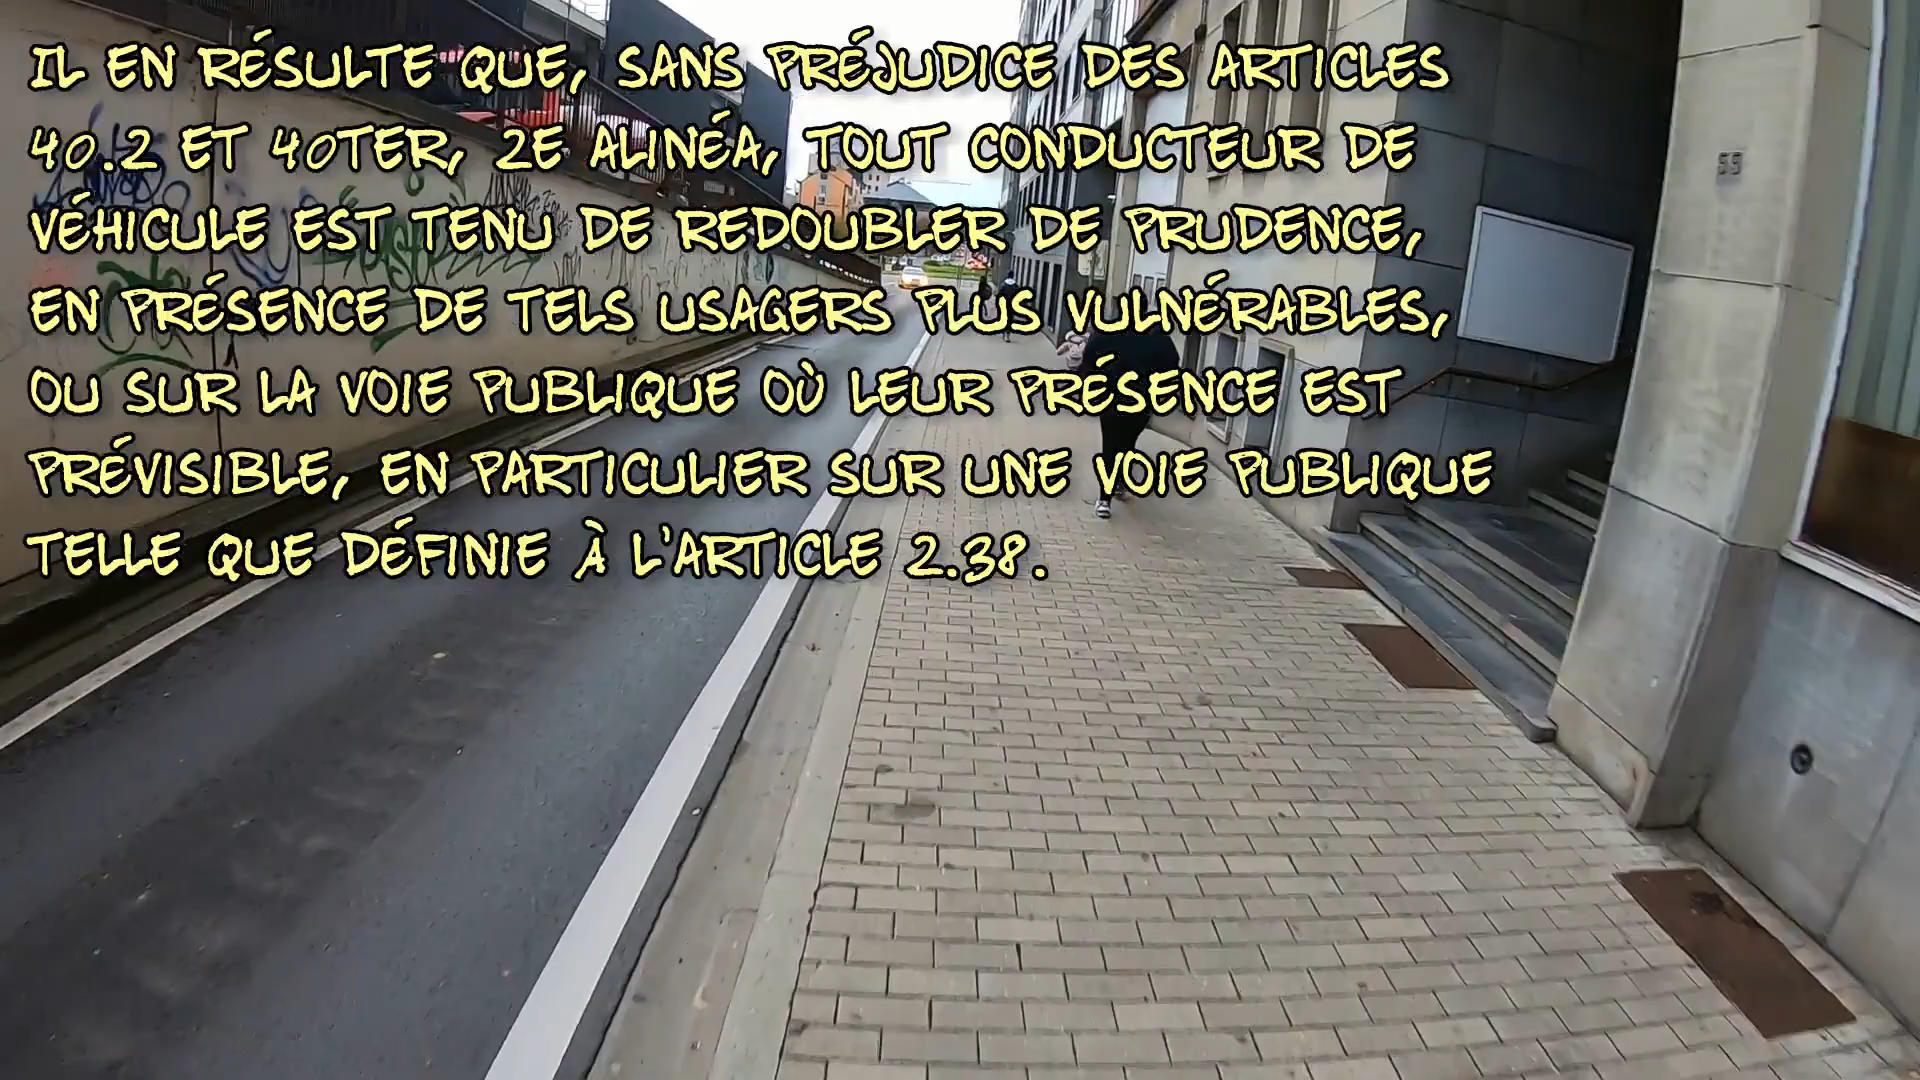 IL EN RÉSULTE QUE, SANS PRÉJUDICE DES ARTICLES
40.2 ET 40TER, 2E ALINÉA, TOUT CONDUCTEUR DE
VÉHICULE EST TENU DE REDOUBLER DE PRUDENCE,
EN PRÉSENCE DE TELS USAGERS PLUS VULNÉRABLES,
OU SUR LA VOIE PUBLIQUE OÙ LEUR PRÉSENCE EST
PRÉVISIBLE, EN PARTICULIER SUR UNE VOIE PUBLIQUE
TELLE QUE DÉFINIE À L'ARTICLE 2.38.
55